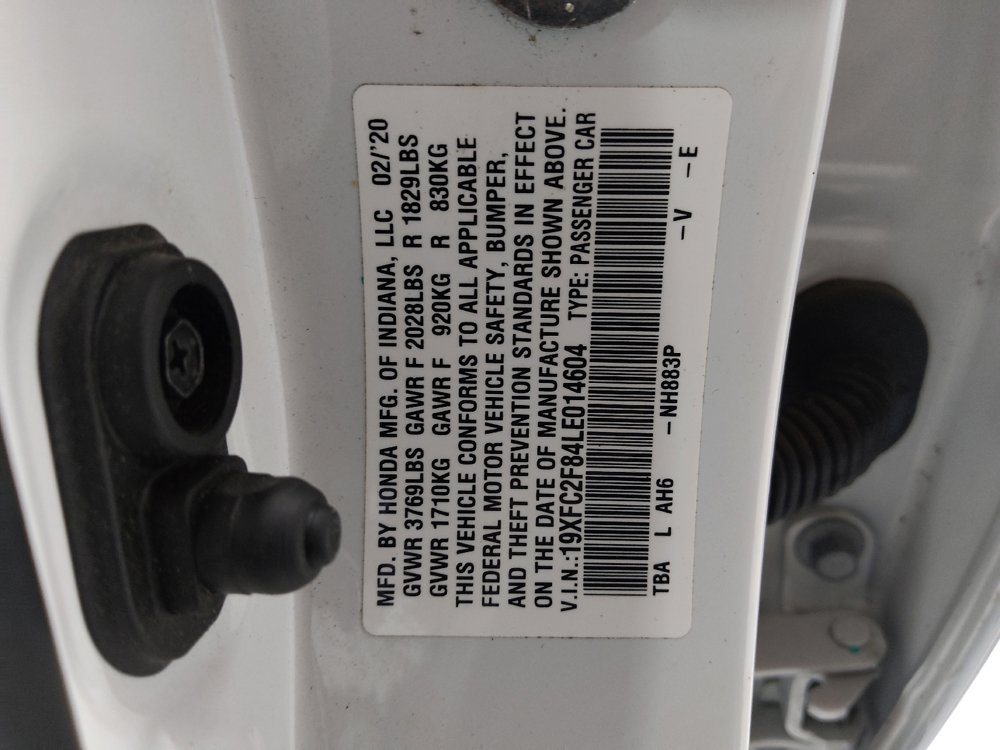 MFD. BY HONDA MFG. OF INDIANA, LLC 02/'20
GVWR 3769LBS GAWR F 2028LBS R 1829LBS
GVWR 1710KG GAWR F 920KG R 830KG
THIS VEHICLE CONFORMS TO ALL APPLICABLE
FEDERAL MOTOR VEHICLE SAFETY, BUMPER,
AND THEFT PREVENTION STANDARDS IN EFFECT
ON THE DATE OF MANUFACTURE SHOWN ABOVE.
V.I.N.:19XFC2F84LE014604 TYPE: PASSENGER CAR
TBA L AH6 –NH883P –V –E